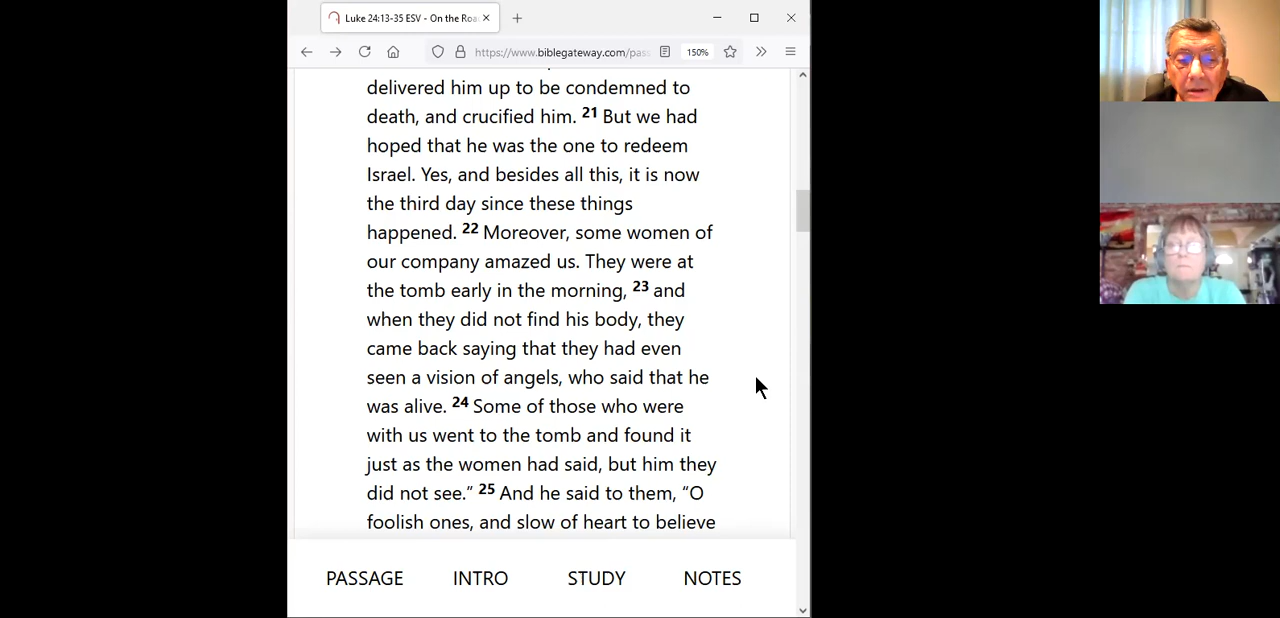 Luke 24:13-35 ESV - On the Roa
https://www.biblegateway.com/pas
150%
delivered him up to be condemned to
death, and crucified him. 21 But we had
hoped that he was the one to redeem
Israel. Yes, and besides all this, it is now
the third day since these things
happened. 22 Moreover, some women of
our company amazed us. They were at
the tomb early in the morning, 23 and
when they did not find his body, they
came back saying that they had even
seen a vision of angels, who said that he
was alive. 24 Some of those who were
with us went to the tomb and found it
just as the women had said, but him they
did not see.” 25 And he said to them, “O
foolish ones, and slow of heart to believe
PASSAGE INTRO STUDY NOTES